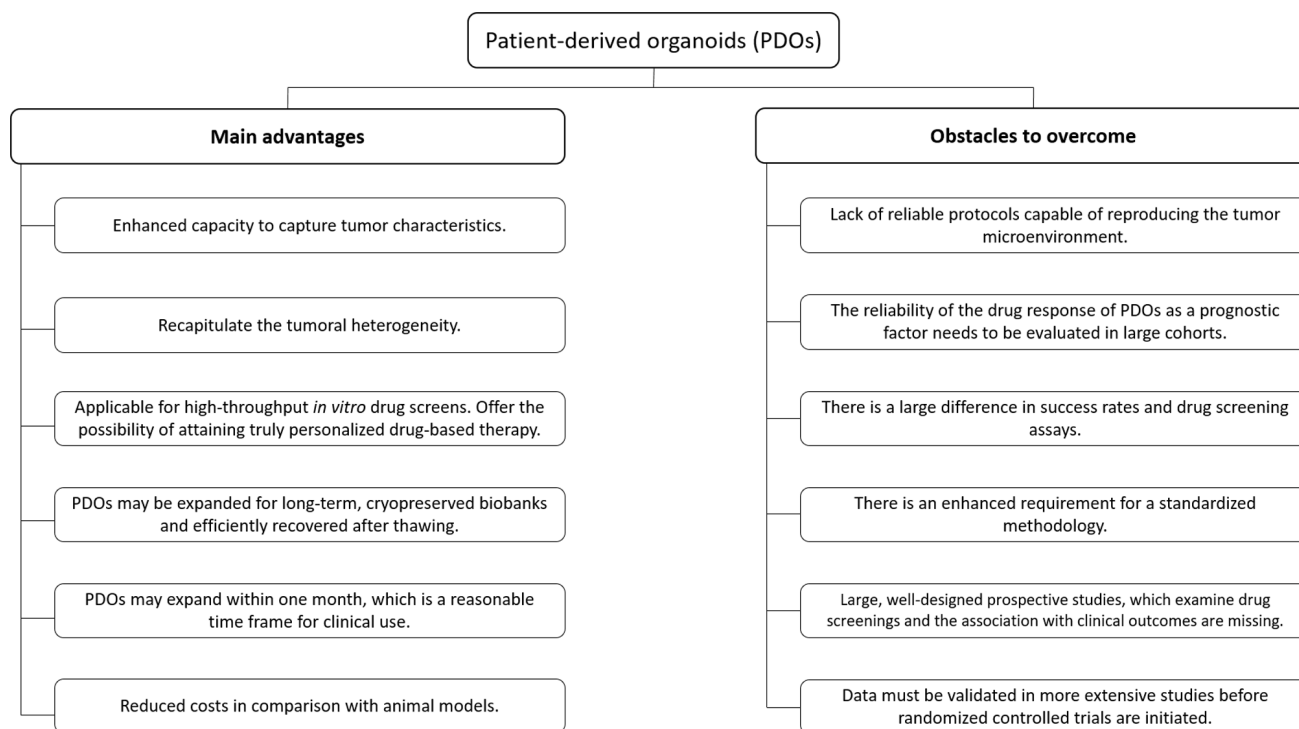 Patient-derived organoids (PDOs)
Main advantages
Enhanced capacity to capture tumor characteristics.
Recapitulate the tumoral heterogeneity.
Applicable for high-throughput in vitro drug screens. Offer the
possibility of attaining truly personalized drug-based therapy.
PDOs may be expanded for long-term, cryopreserved biobanks
and efficiently recovered after thawing.
PDOs may expand within one month, which is a reasonable
time frame for clinical use.
Reduced costs in comparison with animal models.
Obstacles to overcome
Lack of reliable protocols capable of reproducing the tumor
microenvironment.
The reliability of the drug response of PDOs as a prognostic
factor needs to be evaluated in large cohorts.
There is a large difference in success rates and drug screening
assays.
There is an enhanced requirement for a standardized
methodology.
Large, well-designed prospective studies, which examine drug
screenings and the association with clinical outcomes are missing.
Data must be validated in more extensive studies before
randomized controlled trials are initiated.